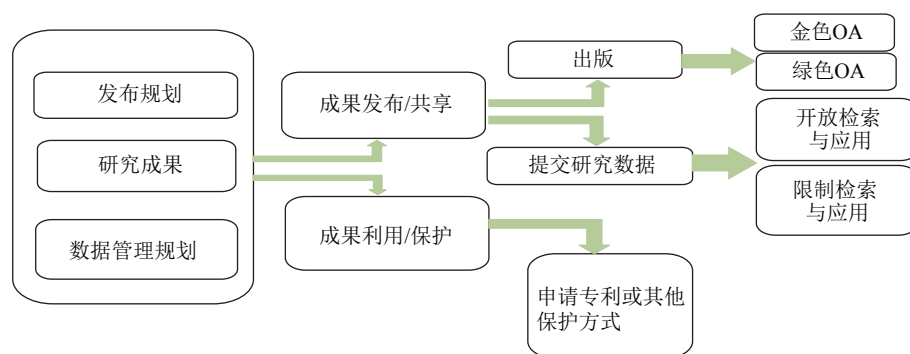 发布规划
研究成果
数据管理规划
成果发布/共享
成果利用/保护
出版
提交研究数据
申请专利或其他
保护方式
金色OA
绿色OA
开放检索
与应用
限制检索
与应用